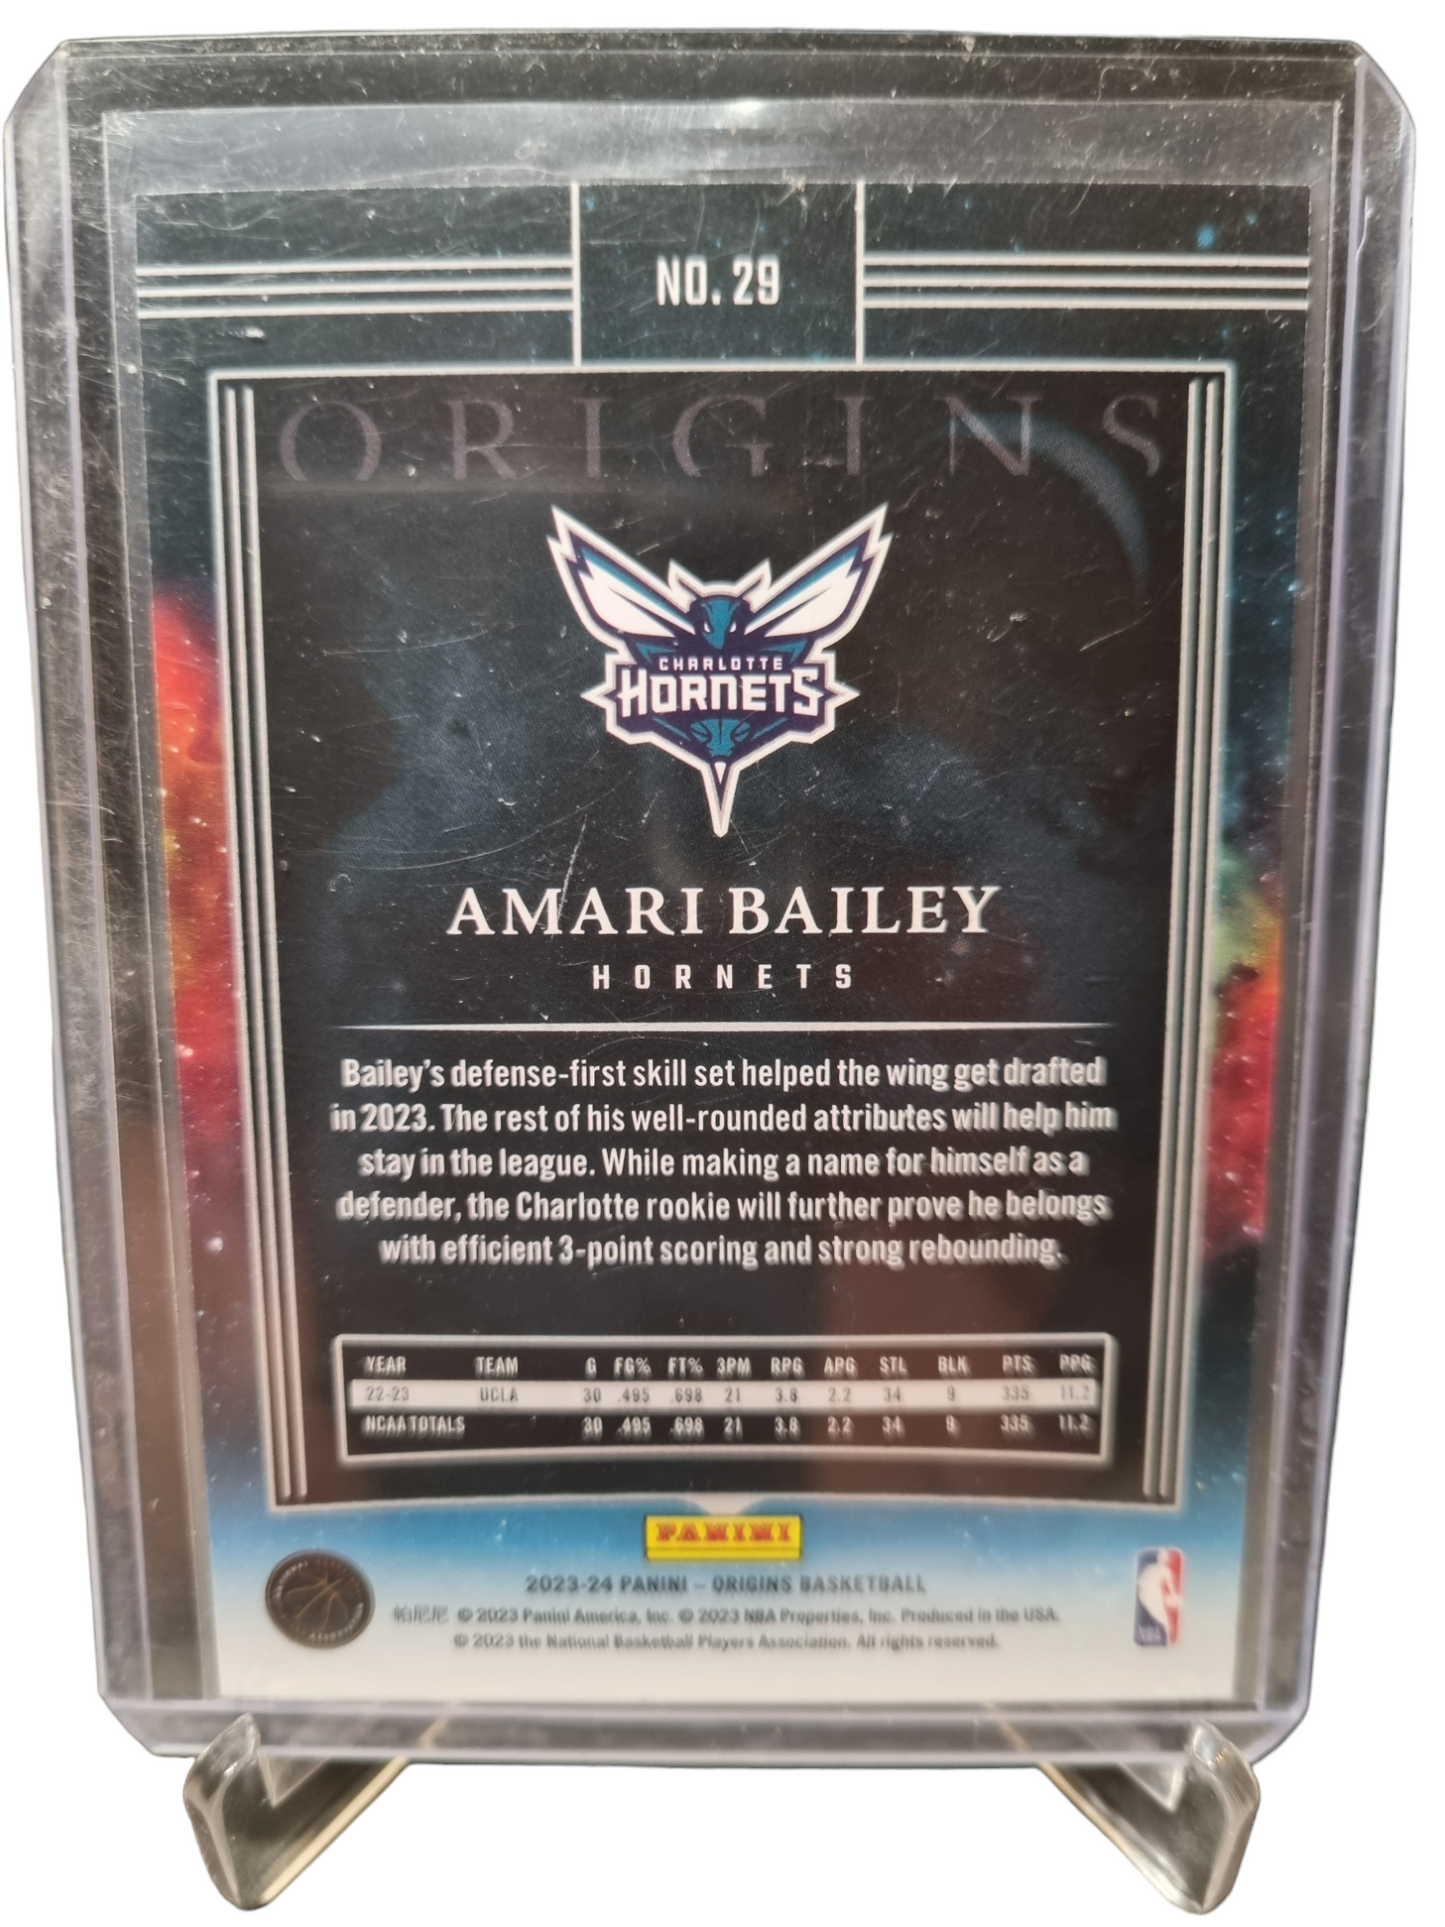 NO. 29
ORIGINS
CHARLOTTE
HORNETS
AMARI BAILEY
HORNETS
Bailey's defense-first skill set helped the wing get drafted
in 2023. The rest of his well-rounded attributes will help him
stay in the league. While making a name for himself as a
defender, the Charlotte rookie will further prove he belongs
with efficient 3-point scoring and strong rebounding.
YEAR TEAM G FG% FT% 3PM RPG APG STL BLK PTS PPG
22-23 UCLA 30 .495 .698 21 3.8 2.2 34 9 335 11.2
NCAA TOTALS 30 .495 .698 21 3.8 2.2 34 9 335 11.2
PANINI
2023-24 PANINI – ORIGINS BASKETBALL
帕尼尼 © 2023 Panini America, Inc. © 2023 NBA Properties, Inc. Produced in the USA.
© 2023 the National Basketball Players Association. All rights reserved.
NBA